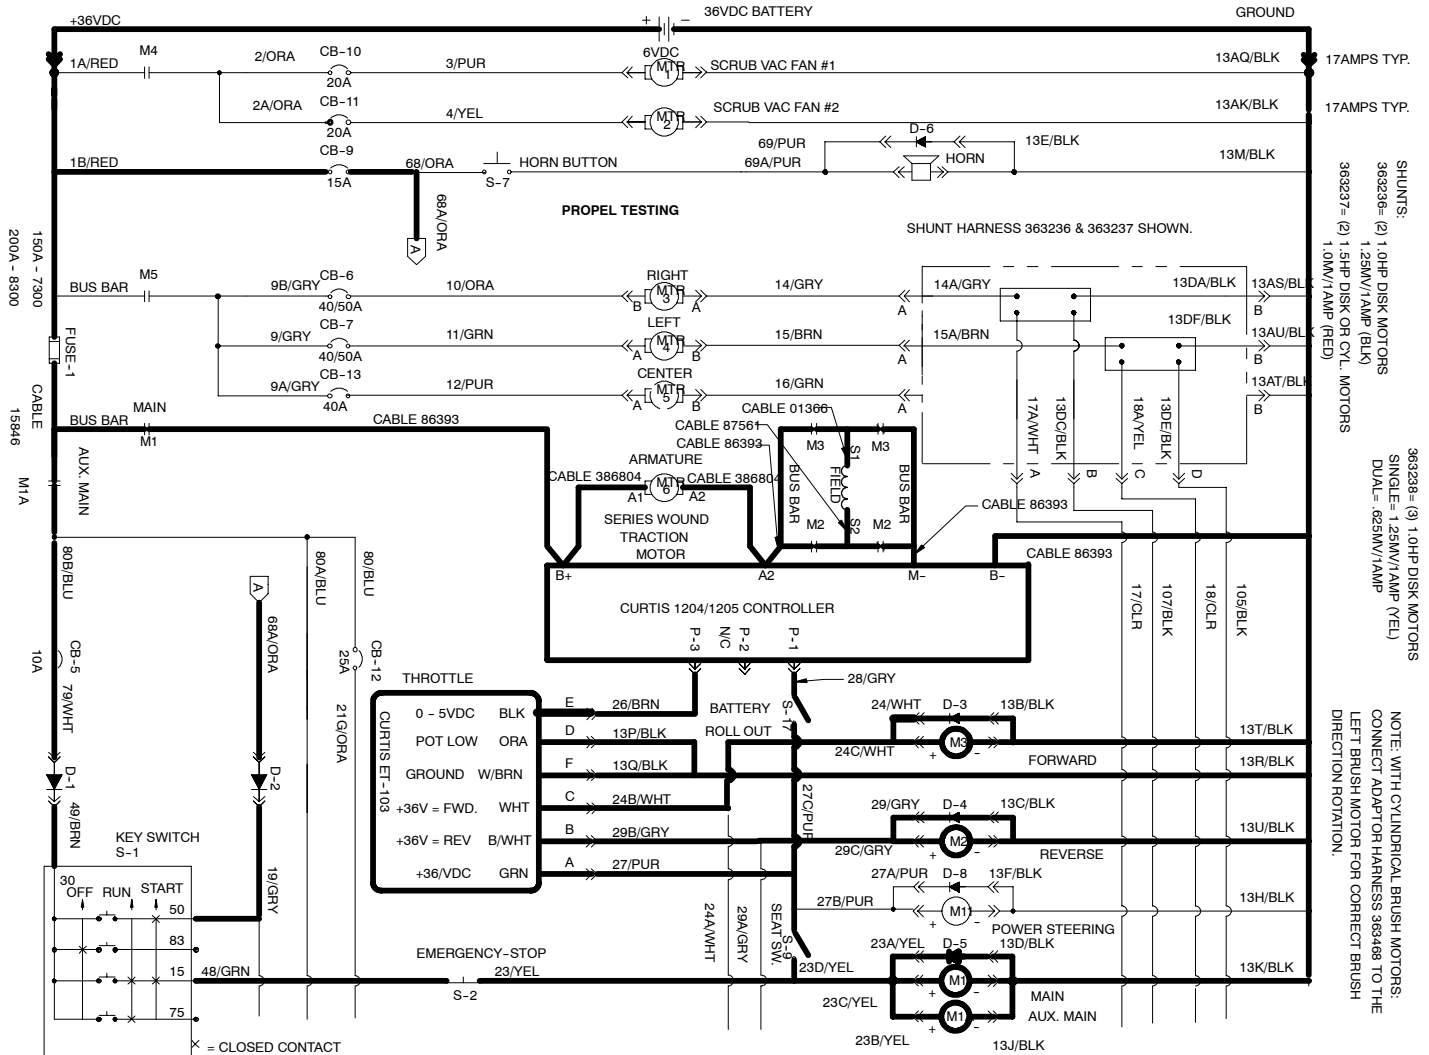 +36VDC
36VDC BATTERY
+ −
GROUND
1A/RED
M4
2/ORA
CB-10
20A
3/PUR
6VDC
MTR
1
SCRUB VAC FAN #1
13AQ/BLK
17AMPS TYP.
2A/ORA
CB-11
20A
4/YEL
MTR
2
SCRUB VAC FAN #2
13AK/BLK
17AMPS TYP.
1B/RED
CB-9
15A
68/ORA
HORN BUTTON
S-7
69/PUR
69A/PUR
D-6
HORN
13E/BLK
13M/BLK
68A/ORA
A
PROPEL TESTING
SHUNT HARNESS 363236 & 363237 SHOWN.
SHUNTS:
363236= (2) 1.0HP DISK MOTORS
1.25MV/1AMP (BLK)
363237= (2) 1.5HP DISK OR CYL. MOTORS
1.0MV/1AMP (RED)
150A - 7300
200A - 8300
BUS BAR
M5
9B/GRY
CB-6
40/50A
10/ORA
RIGHT
MTR
3
B A
14/GRY
A
14A/GRY
13DA/BLK
13AS/BLK
B
FUSE-1
9/GRY
CB-7
40/50A
11/GRN
LEFT
MTR
4
A B
15/BRN
A
15A/BRN
13DF/BLK
13AU/BLK
B
9A/GRY
CB-13
40A
12/PUR
CENTER
MTR
5
A B
16/GRN
A
13AT/BLK
B
CABLE
15846
BUS BAR
MAIN
M1
CABLE 86393
CABLE 01366
CABLE 87561
CABLE 86393
M3
M3
S1
FIELD
S2
BUS BAR
BUS BAR
M2
M2
17A/WHT
13DC/BLK
18A/YEL
13DE/BLK
A
B
C
D
363238= (3) 1.0HP DISK MOTORS
SINGLE= 1.25MV/1AMP (YEL)
DUAL= .625MV/1AMP
AUX. MAIN
M1A
CABLE 386804
ARMATURE
A1
MTR
6
A2
CABLE 386804
SERIES WOUND
TRACTION
MOTOR
CABLE 86393
CABLE 86393
B+
A2
M-
B-
CURTIS 1204/1205 CONTROLLER
P-3
N/C
P-2
P-1
80B/BLU
A
68A/ORA
80A/BLU
80/BLU
17/CLR
107/BLK
18/CLR
105/BLK
CB-5
10A
CB-12
25A
79/WHT
21G/ORA
28/GRY
S-17
BATTERY
ROLL OUT
THROTTLE
CURTIS ET-103
0 - 5VDC BLK
E
26/BRN
POT LOW ORA
D
13P/BLK
GROUND W/BRN
F
13Q/BLK
+36V = FWD. WHT
C
24B/WHT
+36V = REV B/WHT
B
29B/GRY
+36/VDC GRN
A
27/PUR
27C/PUR
24/WHT
D-3
13B/BLK
24C/WHT
+ M3 -
FORWARD
13T/BLK
13R/BLK
29/GRY
D-4
13C/BLK
29C/GRY
+ M2 -
REVERSE
13U/BLK
27A/PUR
D-8
13F/BLK
27B/PUR
+ M11 -
POWER STEERING
13H/BLK
NOTE: WITH CYLINDRICAL BRUSH MOTORS:
CONNECT ADAPTOR HARNESS 363468 TO THE
LEFT BRUSH MOTOR FOR CORRECT BRUSH
DIRECTION ROTATION.
D-1
49/BRN
D-2
19/GRY
KEY SWITCH
S-1
30
OFF RUN START
50
83
15
75
48/GRN
EMERGENCY-STOP
S-2
23/YEL
24A/WHT
29A/GRY
SEAT SW.
S-9
23D/YEL
23A/YEL
D-5
13D/BLK
+ M1 -
MAIN
13K/BLK
23C/YEL
AUX. MAIN
+ M1 -
23B/YEL
13J/BLK
× = CLOSED CONTACT